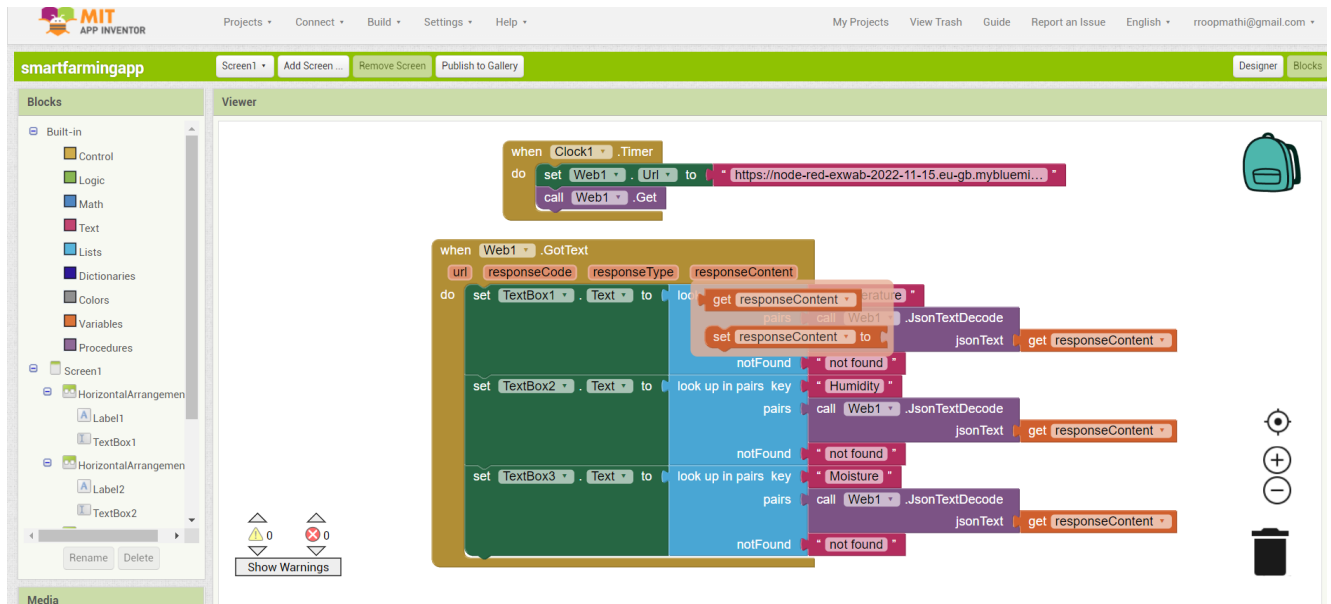 MIT
APP INVENTOR
Projects Connect Build Settings Help My Projects View Trash Guide Report an Issue English rroopmathi@gmail.com
smartfarmingapp Screen1 Add Screen ... Remove Screen Publish to Gallery Designer Blocks
Blocks
Built-in
Control
Logic
Math
Text
Lists
Dictionaries
Colors
Variables
Procedures
Screen1
HorizontalArrangemen
Label1
TextBox1
HorizontalArrangemen
Label2
TextBox2
Rename Delete
Media
Viewer
when Clock1 .Timer
do set Web1 . Url to " https://node-red-exwab-2022-11-15.eu-gb.mybluemi... "
call Web1 .Get
when Web1 .GotText
url responseCode responseType responseContent
do set TextBox1 . Text to
get responseContent
pairs call Web1 .JsonTextDecode
set responseContent to
jsonText get responseContent
notFound " not found "
set TextBox2 . Text to look up in pairs key " Humidity "
pairs call Web1 .JsonTextDecode
jsonText get responseContent
notFound " not found "
set TextBox3 . Text to look up in pairs key " Moisture "
pairs call Web1 .JsonTextDecode
jsonText get responseContent
notFound " not found "
0 0
Show Warnings